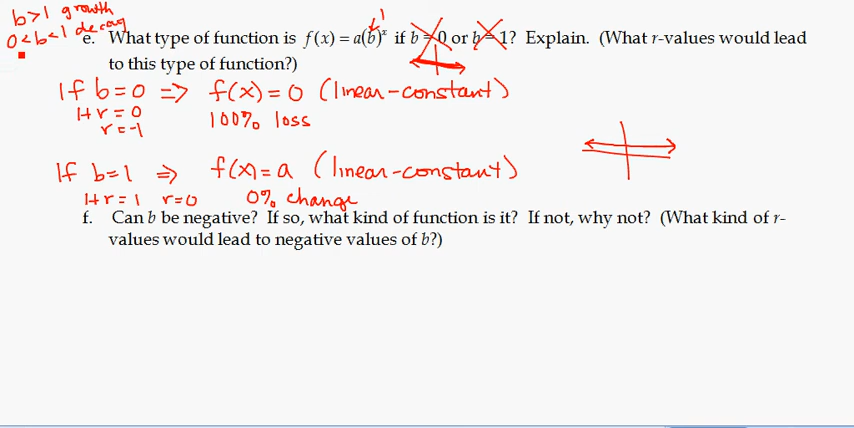 b>1 growth
0<b<1 decay
1
e. What type of function is f(x) = a(b)ˣ if b = 0 or b = 1? Explain. (What r-values would lead
to this type of function?)
If b=0 => f(x)=0 (linear-constant)
1+r=0 100% loss
r=-1
If b=1 => f(x)=a (linear-constant)
1+r=1 r=0 0% change
f. Can b be negative? If so, what kind of function is it? If not, why not? (What kind of r-
values would lead to negative values of b?)